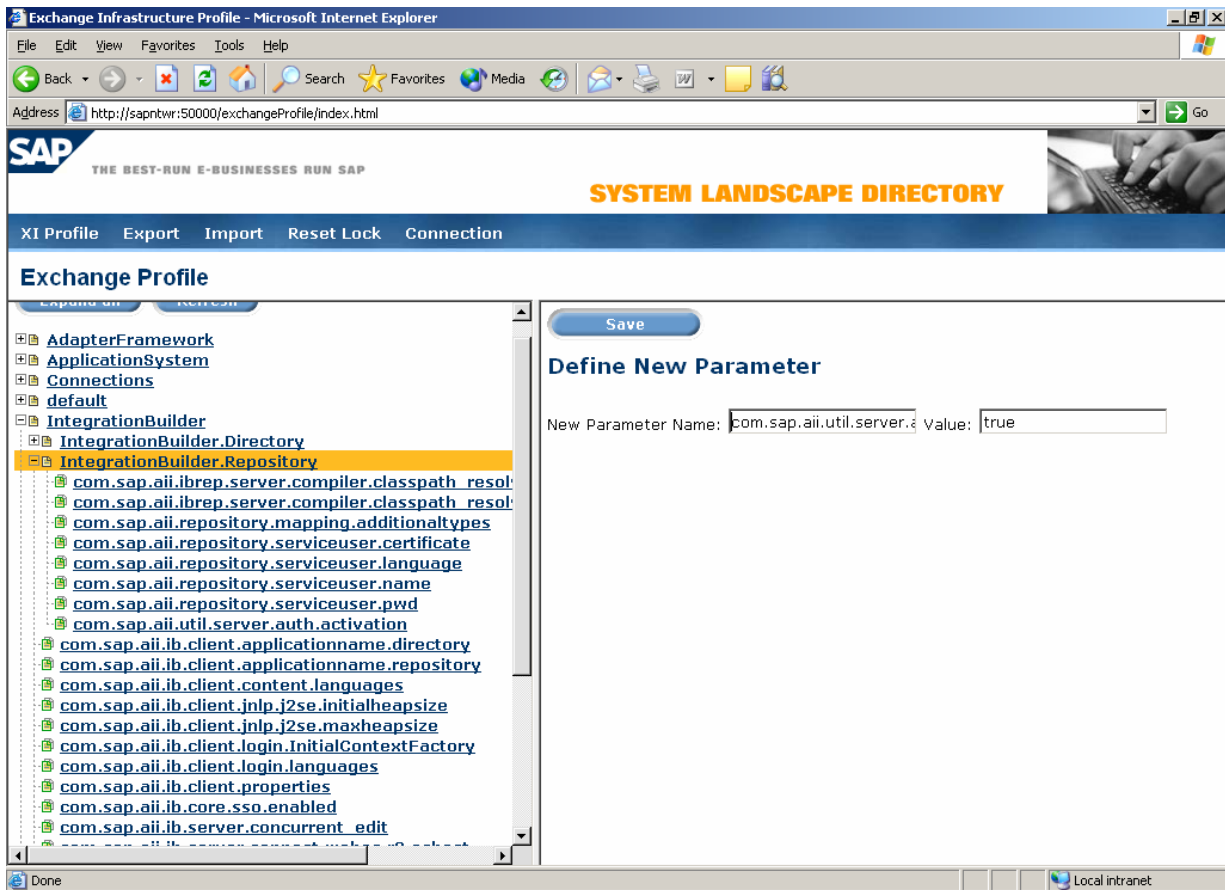 Exchange Infrastructure Profile - Microsoft Internet Explorer
File Edit View Favorites Tools Help
Back Search Favorites Media
Address http://sapntwr:50000/exchangeProfile/index.html Go
SAP THE BEST-RUN E-BUSINESSES RUN SAP
SYSTEM LANDSCAPE DIRECTORY
XI Profile Export Import Reset Lock Connection
Exchange Profile
Expand all Refresh
AdapterFramework
ApplicationSystem
Connections
default
IntegrationBuilder
IntegrationBuilder.Directory
IntegrationBuilder.Repository
com.sap.aii.ibrep.server.compiler.classpath_resol
com.sap.aii.ibrep.server.compiler.classpath_resol
com.sap.aii.repository.mapping.additionaltypes
com.sap.aii.repository.serviceuser.certificate
com.sap.aii.repository.serviceuser.language
com.sap.aii.repository.serviceuser.name
com.sap.aii.repository.serviceuser.pwd
com.sap.aii.util.server.auth.activation
com.sap.aii.ib.client.applicationname.directory
com.sap.aii.ib.client.applicationname.repository
com.sap.aii.ib.client.content.languages
com.sap.aii.ib.client.jnlp.j2se.initialheapsize
com.sap.aii.ib.client.jnlp.j2se.maxheapsize
com.sap.aii.ib.client.login.InitialContextFactory
com.sap.aii.ib.client.login.languages
com.sap.aii.ib.client.properties
com.sap.aii.ib.core.sso.enabled
com.sap.aii.ib.server.concurrent_edit
Save
Define New Parameter
New Parameter Name: com.sap.aii.util.server.a Value: true
Done Local intranet